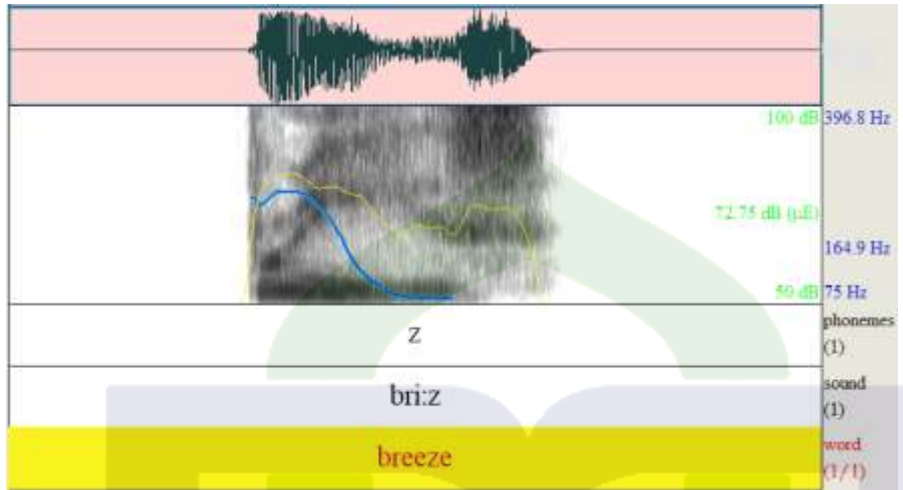 100 dB 396.8 Hz
72.75 dB (µE)
164.9 Hz
50 dB 75 Hz
phonemes
z
(1)
sound
bri:z
(1)
word
breeze
(1/1)